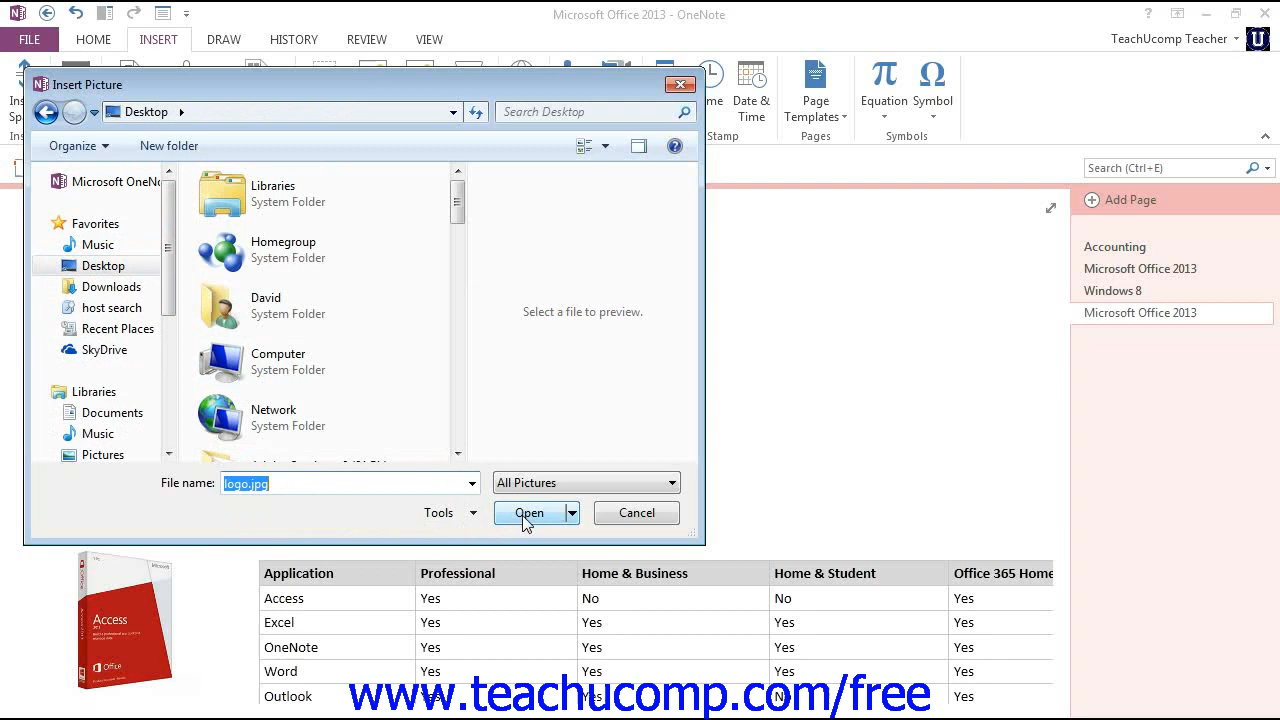 Microsoft Office 2013 - OneNote
?
FILE
HOME
INSERT
DRAW
HISTORY
REVIEW
VIEW
TeachUcomp Teacher
U
Date &
Time
Page
Templates
Equation
Symbol
Pages
Symbols
Insert Picture
Desktop
Search Desktop
Organize
New folder
Search (Ctrl+E)
Microsoft OneNo
Favorites
Music
Desktop
Downloads
host search
Recent Places
SkyDrive
Libraries
Documents
Music
Pictures
Libraries
System Folder
Homegroup
System Folder
David
System Folder
Computer
System Folder
Network
System Folder
Select a file to preview.
File name:
logo.jpg
All Pictures
Tools
Open
Cancel
Add Page
Accounting
Microsoft Office 2013
Windows 8
Microsoft Office 2013
Access
Office
Application Professional Home & Business Home & Student Office 365 Home
Access Yes No No Yes
Excel Yes Yes Yes Yes
OneNote Yes Yes Yes Yes
Word Yes Yes Yes Yes
Outlook Yes Yes Yes
www.teachucomp.com/free